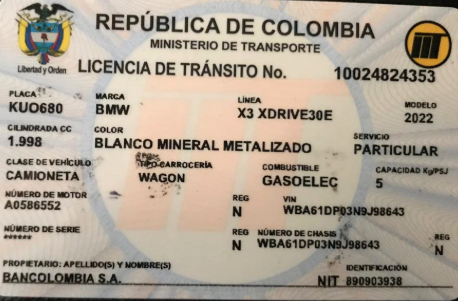 REPÚBLICA DE COLOMBIA
MINISTERIO DE TRANSPORTE
Libertad y Orden
LICENCIA DE TRÁNSITO No. 10024824353
PLACA MARCA LÍNEA MODELO
KUO680 BMW X3 XDRIVE30E 2022
CILINDRADA CC COLOR SERVICIO
1.998 BLANCO MINERAL METALIZADO PARTICULAR
CLASE DE VEHÍCULO TIPO CARROCERÍA COMBUSTIBLE CAPACIDAD Kg/PSJ
CAMIONETA WAGON GASOELEC 5
NÚMERO DE MOTOR REG VIN
A0586552 N WBA61DP03N9J98643
NÚMERO DE SERIE REG NÚMERO DE CHASIS REG
****** N WBA61DP03N9J98643 N
PROPIETARIO: APELLIDO(S) Y NOMBRE(S) IDENTIFICACIÓN
BANCOLOMBIA S.A. NIT 890903938